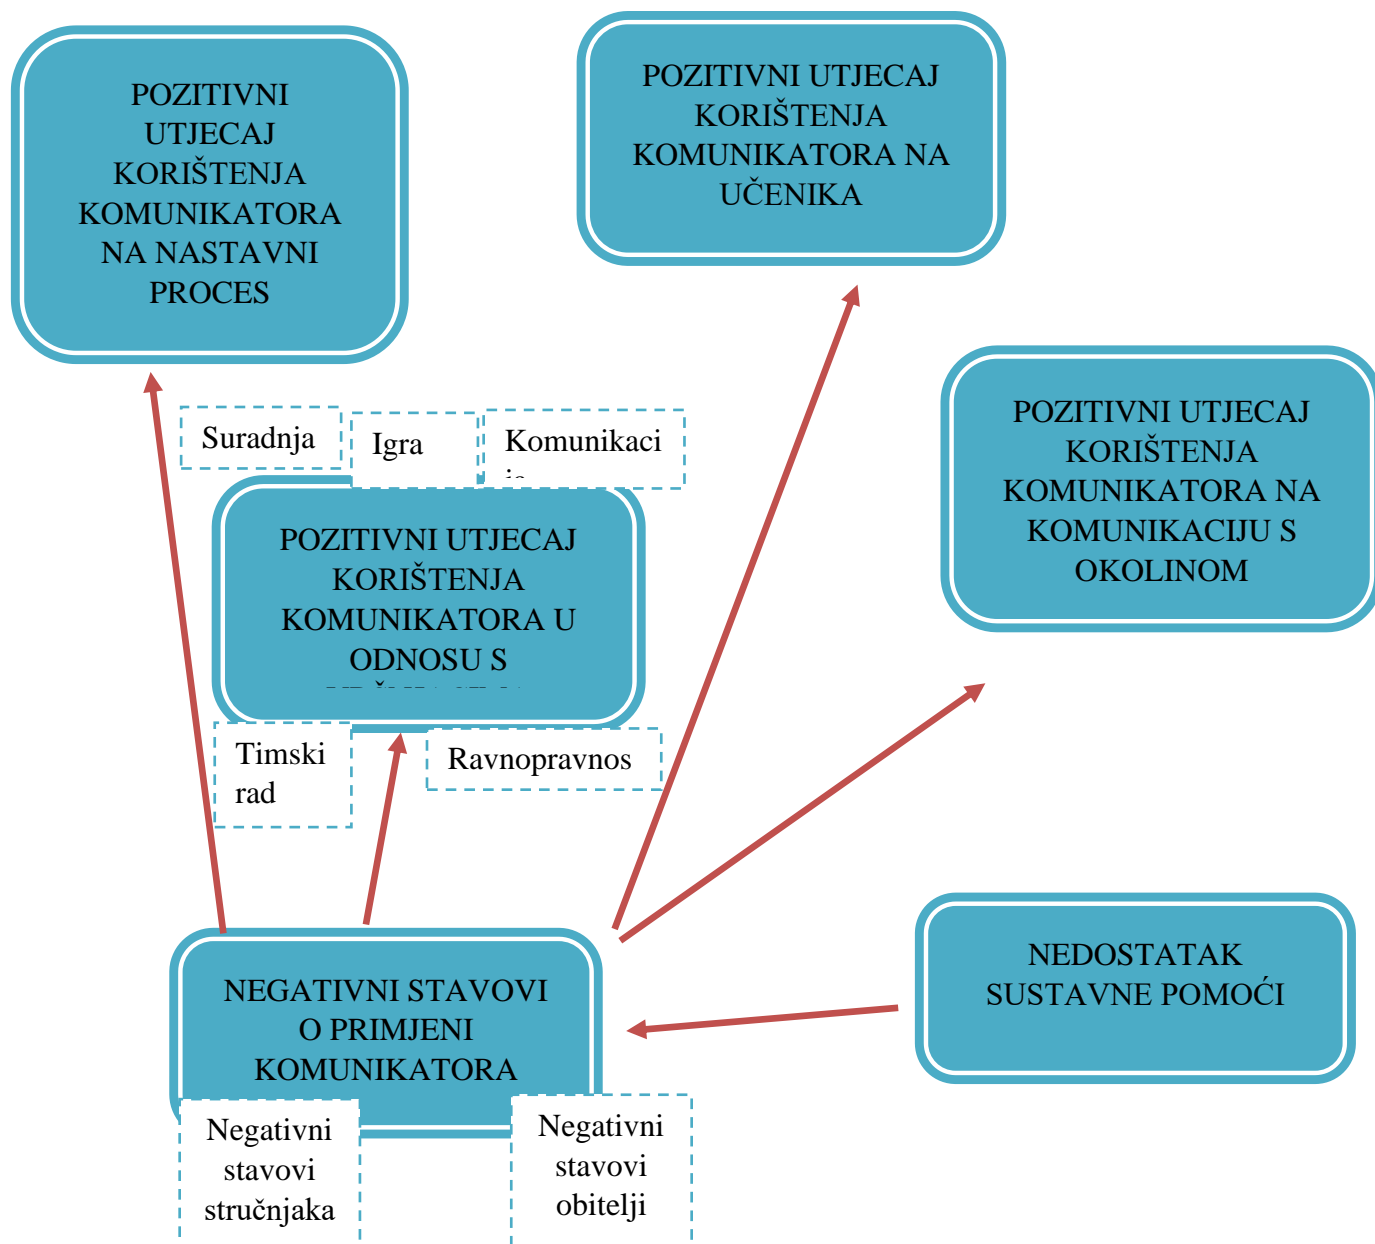 POZITIVNI
UTJECAJ
KORIŠTENJA
KOMUNIKATORA
NA NASTAVNI
PROCES
POZITIVNI UTJECAJ
KORIŠTENJA
KOMUNIKATORA NA
UČENIKA
POZITIVNI UTJECAJ
KORIŠTENJA
KOMUNIKATORA NA
KOMUNIKACIJU S
OKOLINOM
Suradnja
Igra
Komunikaci
POZITIVNI UTJECAJ
KORIŠTENJA
KOMUNIKATORA U
ODNOSU S
Timski
rad
Ravnopravnos
NEDOSTATAK
SUSTAVNE POMOĆI
NEGATIVNI STAVOVI
O PRIMJENI
KOMUNIKATORA
Negativni
stavovi
stručnjaka
Negativni
stavovi
obitelji